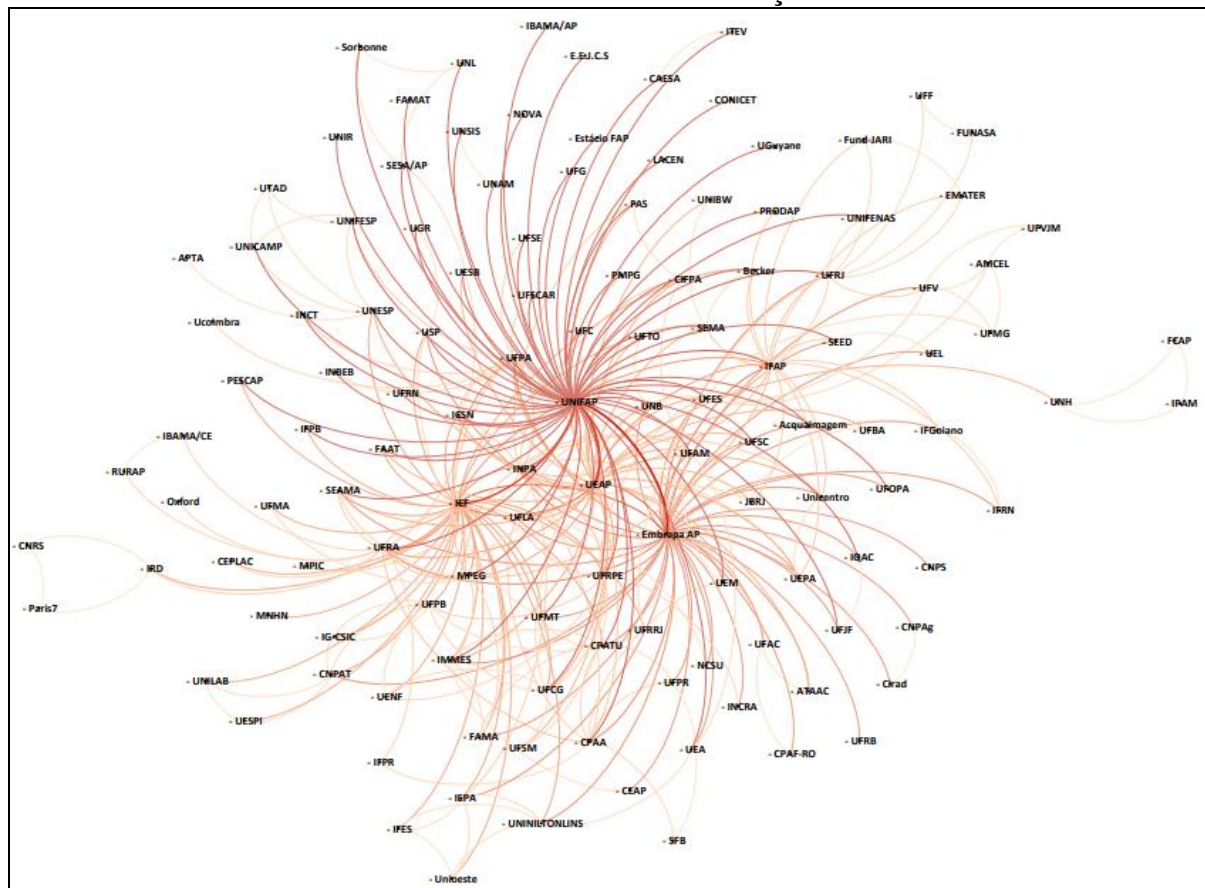 IBAMA/AP
ITEV
Sorbonne
E.E.J.C.S
UNL
CAESA
FAMAT
CONICET
UFF
NOVA
UNIR
UNSIS
Estácio FAP
UGuyane
Fund JARI
FUNASA
SESA/AP
UFG
LACEN
UTAD
UNAM
PAS
UNIBW
PRODAP
UNIFENAS
EMATER
UNIFESP
UGR
UFSE
UPVJM
UNICAMP
APTA
UESB
PMPG
CIFPA
Becker
UFRJ
AMCEL
UFSCAR
UFV
Ucoimbra
INCT
UNESP
USP
UFC
UFTO
SEMA
SEED
UFMG
FCAP
UFPA
IFAP
UEL
PESCAP
INBEB
UFRN
UNIFAP
UNB
UFES
UNH
IPAM
ICSN
IBAMA/CE
IFPB
FAAT
Acquaimagem
UFBA
IFGoiano
UFSC
UFAM
RURAP
INPA
SEAMA
UEAP
UFOPA
Oxford
UFMA
IEF
JBRJ
Unicentro
IFRN
UFLA
Embrapa AP
CNRS
UFRA
IRD
CEPLAC
MPIC
MPEG
UFRPE
UEM
UEPA
IQAC
CNPS
Paris7
MNHN
UFPB
UFMT
UFRRJ
UFJF
CNPAg
IG-CSIC
CPATU
UFAC
IMMES
NCSU
UNILAB
CNPAT
UENF
UFCG
UFPR
ATAAC
Cirad
UESPI
INCRA
FAMA
UFSM
CPAA
UEA
CPAF-RO
UFRB
IFPR
IEPA
CEAP
IFES
UNINILTONLINS
SFB
Unioeste